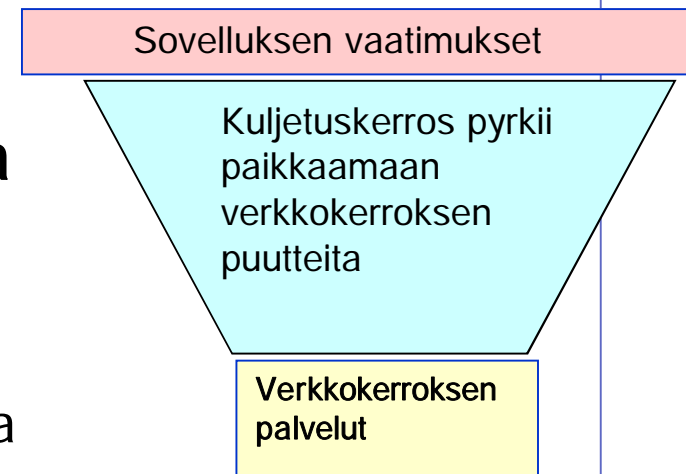 Sovelluksen vaatimukset
Kuljetuskerros pyrkii
paikkaamaan
verkkokerroksen
puutteita
a
Verkkokerroksen
palvelut
a